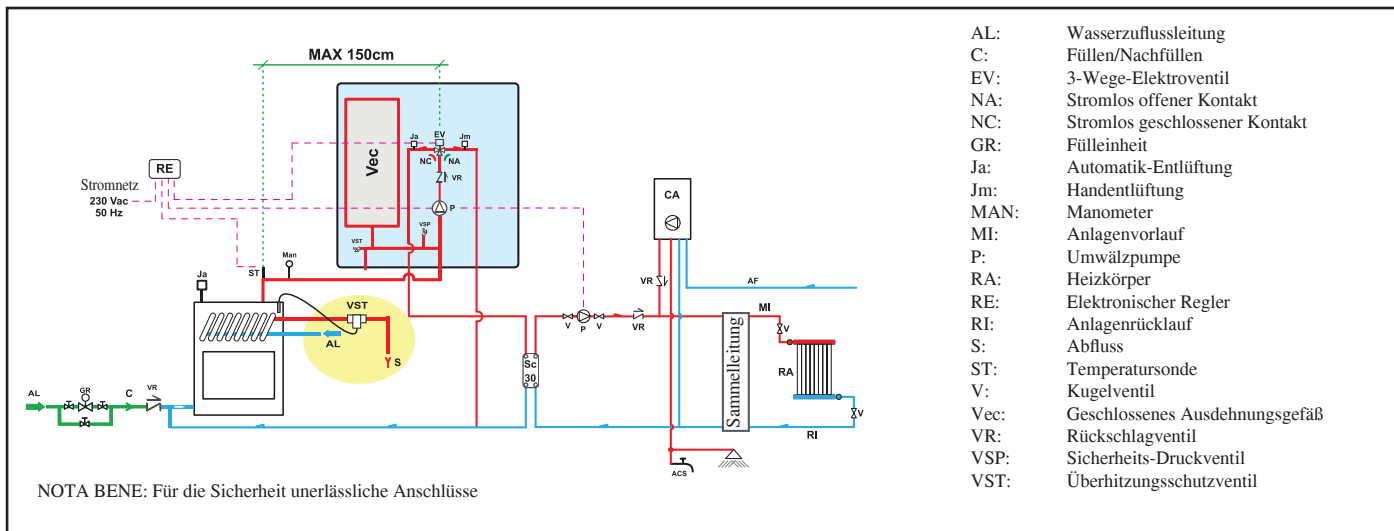 MAX 150cm
Vec
Ja
EV
Jm
NC
NA
VR
P
VSP
VST
RE
Stromnetz
230 Vac
50 Hz
ST
Man
Ja
VST
AL
S
AL
GR
C
VR
CA
VR
AF
MI
V
P
V
VR
Sc
30
Sammelleitung
V
RA
V
RI
ACS
NOTA BENE: Für die Sicherheit unerlässliche Anschlüsse
AL: Wasserzuflussleitung
C: Füllen/Nachfüllen
EV: 3-Wege-Elektroventil
NA: Stromlos offener Kontakt
NC: Stromlos geschlossener Kontakt
GR: Fülleinheit
Ja: Automatik-Entlüftung
Jm: Handentlüftung
MAN: Manometer
MI: Anlagenvorlauf
P: Umwälzpumpe
RA: Heizkörper
RE: Elektronischer Regler
RI: Anlagenrücklauf
S: Abfluss
ST: Temperatursonde
V: Kugelventil
Vec: Geschlossenes Ausdehnungsgefäß
VR: Rückschlagventil
VSP: Sicherheits-Druckventil
VST: Überhitzungsschutzventil